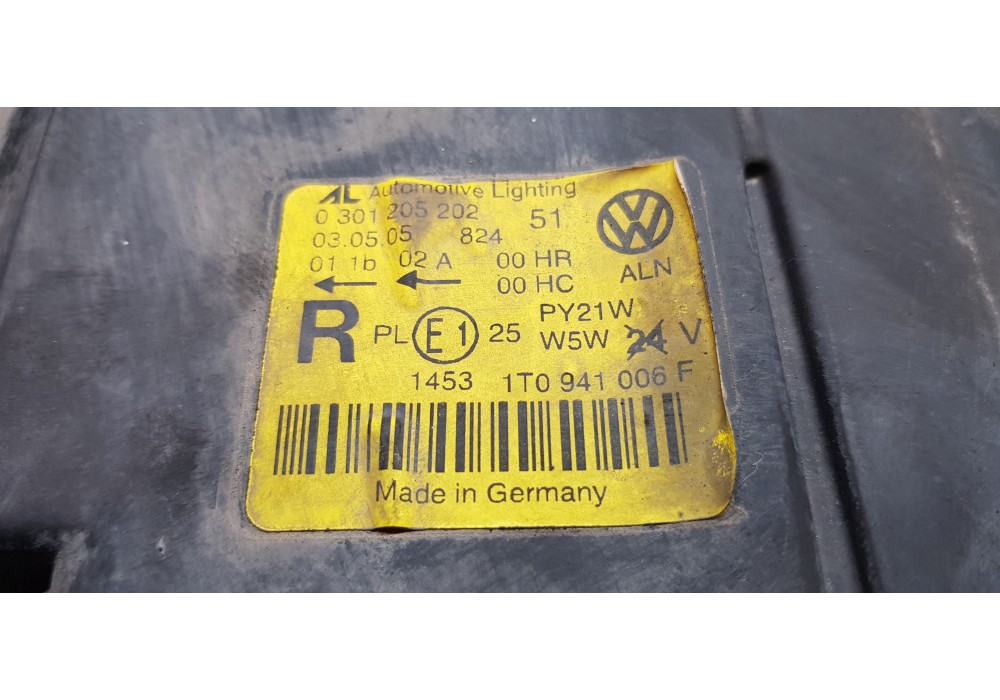 AL Automotive Lighting
0 301 205 202 51
03.05.05 824
01 1b 02 A 00 HR
00 HC ALN
R PL E1 25 PY21W
W5W 24 V
1453 1T0 941 006 F
Made in Germany